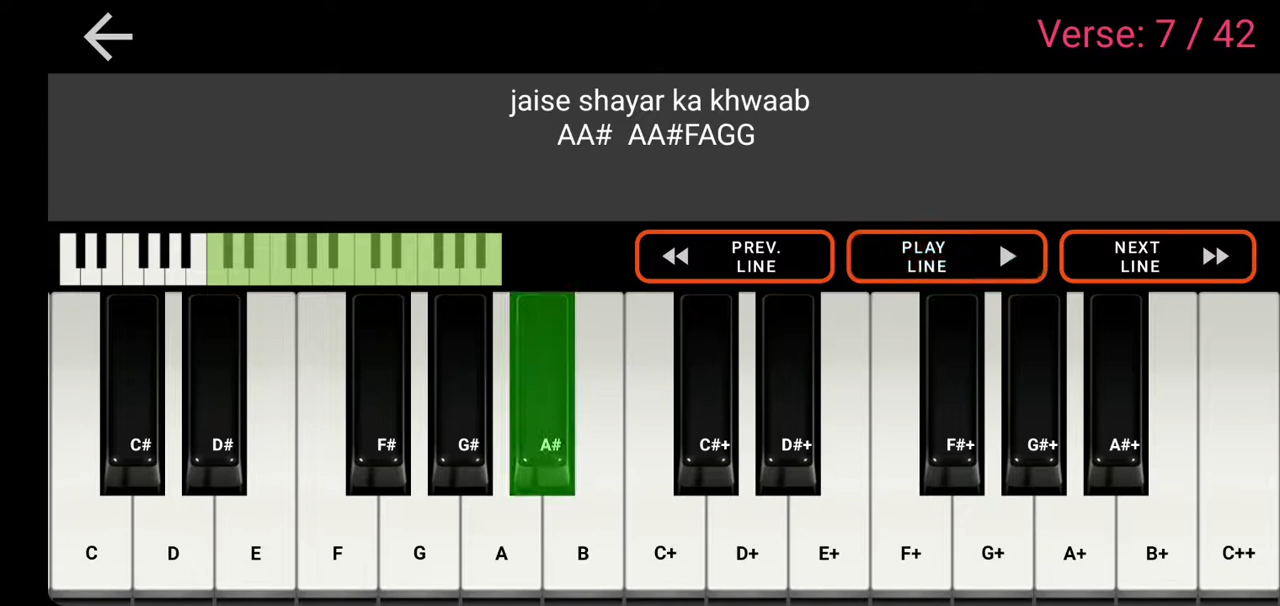 Verse: 7 / 42
jaise shayar ka khwaab
AA#  AA#FAGG
PREV.
LINE
PLAY
LINE
NEXT
LINE
C# D# F# G# A# C#+ D#+ F#+ G#+ A#+
C D E F G A B C+ D+ E+ F+ G+ A+ B+ C++